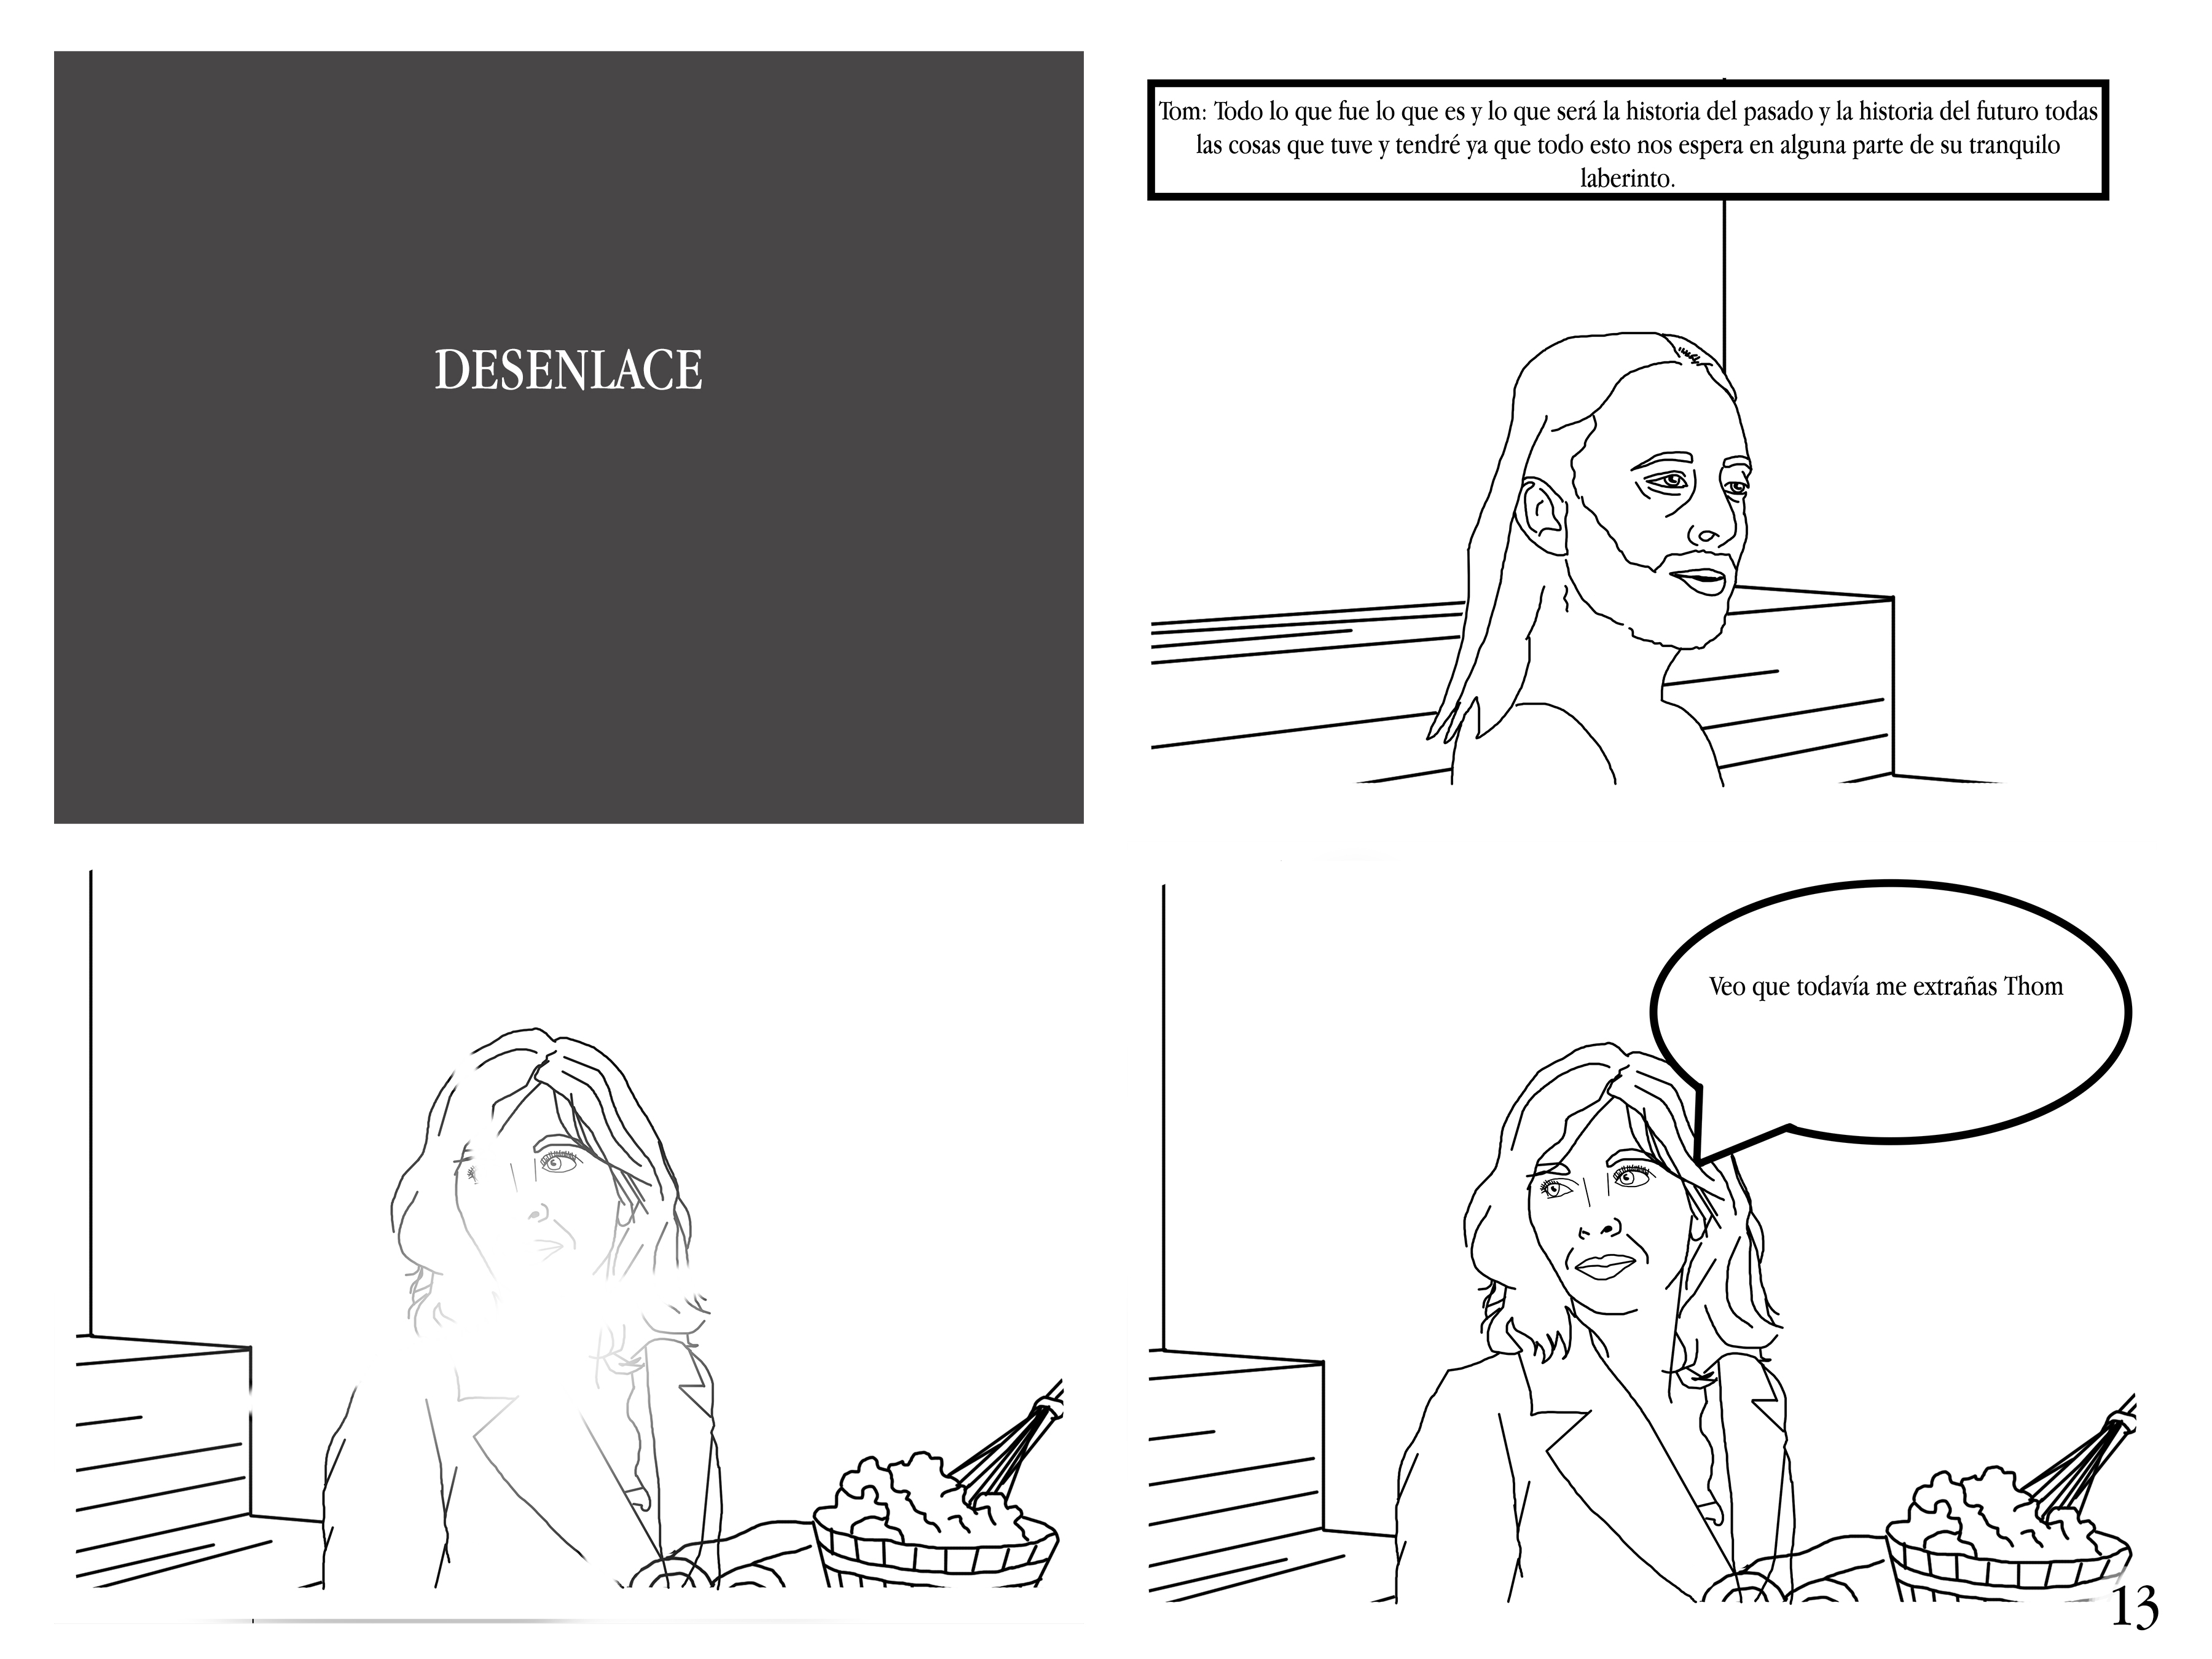 DESENLACE
Tom: Todo lo que fue lo que es y lo que será la historia del pasado y la historia del futuro todas
las cosas que tuve y tendré ya que todo esto nos espera en alguna parte de su tranquilo
laberinto.
Veo que todavía me extrañas Thom
13